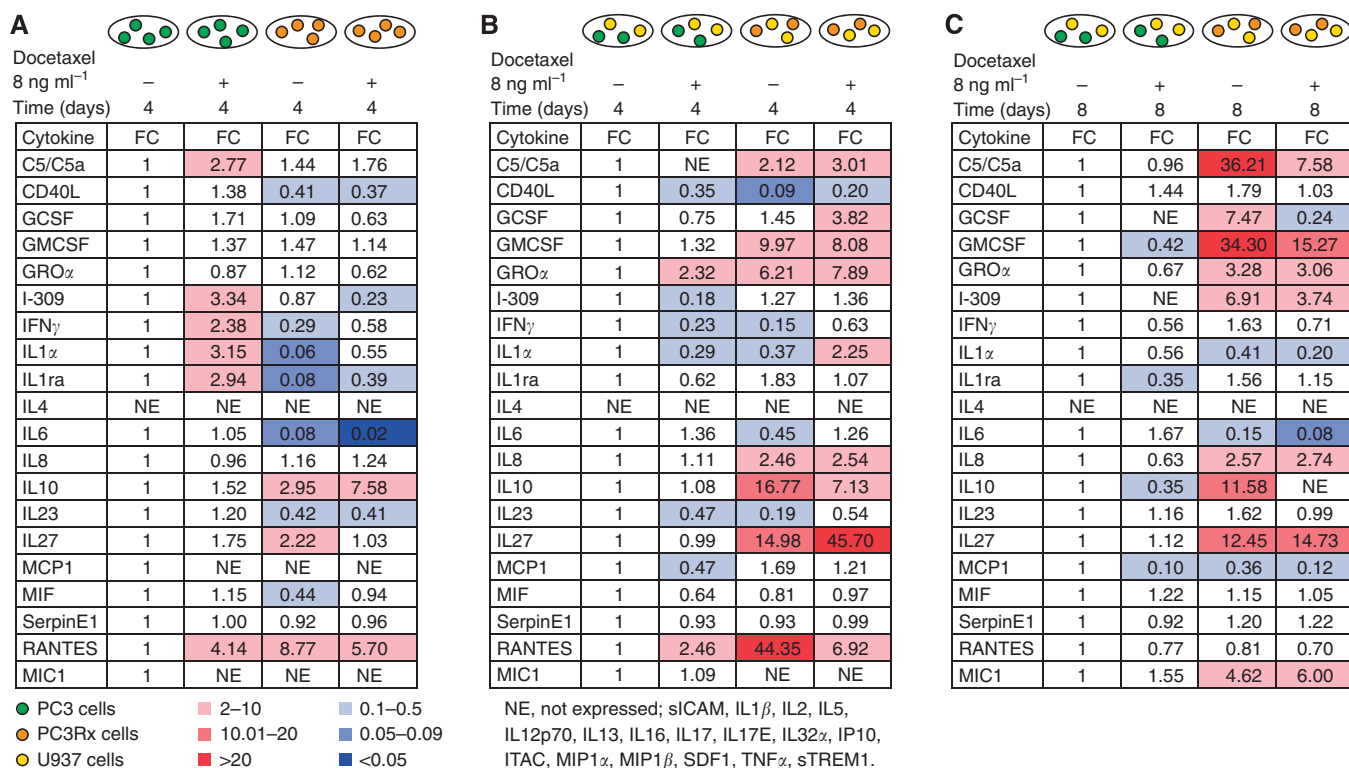 A
Docetaxel
8 ng ml⁻¹ – + – +
Time (days) 4 4 4 4
Cytokine FC FC FC FC
C5/C5a 1 2.77 1.44 1.76
CD40L 1 1.38 0.41 0.37
GCSF 1 1.71 1.09 0.63
GMCSF 1 1.37 1.47 1.14
GROα 1 0.87 1.12 0.62
I-309 1 3.34 0.87 0.23
IFNγ 1 2.38 0.29 0.58
IL1α 1 3.15 0.06 0.55
IL1ra 1 2.94 0.08 0.39
IL4 NE NE NE NE
IL6 1 1.05 0.08 0.02
IL8 1 0.96 1.16 1.24
IL10 1 1.52 2.95 7.58
IL23 1 1.20 0.42 0.41
IL27 1 1.75 2.22 1.03
MCP1 1 NE NE NE
MIF 1 1.15 0.44 0.94
SerpinE1 1 1.00 0.92 0.96
RANTES 1 4.14 8.77 5.70
MIC1 1 NE NE NE
B
Docetaxel
8 ng ml⁻¹ – + – +
Time (days) 4 4 4 4
Cytokine FC FC FC FC
C5/C5a 1 NE 2.12 3.01
CD40L 1 0.35 0.09 0.20
GCSF 1 0.75 1.45 3.82
GMCSF 1 1.32 9.97 8.08
GROα 1 2.32 6.21 7.89
I-309 1 0.18 1.27 1.36
IFNγ 1 0.23 0.15 0.63
IL1α 1 0.29 0.37 2.25
IL1ra 1 0.62 1.83 1.07
IL4 NE NE NE NE
IL6 1 1.36 0.45 1.26
IL8 1 1.11 2.46 2.54
IL10 1 1.08 16.77 7.13
IL23 1 0.47 0.19 0.54
IL27 1 0.99 14.98 45.70
MCP1 1 0.47 1.69 1.21
MIF 1 0.64 0.81 0.97
SerpinE1 1 0.93 0.93 0.99
RANTES 1 2.46 44.35 6.92
MIC1 1 1.09 NE NE
C
Docetaxel
8 ng ml⁻¹ – + – +
Time (days) 8 8 8 8
Cytokine FC FC FC FC
C5/C5a 1 0.96 36.21 7.58
CD40L 1 1.44 1.79 1.03
GCSF 1 NE 7.47 0.24
GMCSF 1 0.42 34.30 15.27
GROα 1 0.67 3.28 3.06
I-309 1 NE 6.91 3.74
IFNγ 1 0.56 1.63 0.71
IL1α 1 0.56 0.41 0.20
IL1ra 1 0.35 1.56 1.15
IL4 NE NE NE NE
IL6 1 1.67 0.15 0.08
IL8 1 0.63 2.57 2.74
IL10 1 0.35 11.58 NE
IL23 1 1.16 1.62 0.99
IL27 1 1.12 12.45 14.73
MCP1 1 0.10 0.36 0.12
MIF 1 1.22 1.15 1.05
SerpinE1 1 0.92 1.20 1.22
RANTES 1 0.77 0.81 0.70
MIC1 1 1.55 4.62 6.00
PC3 cells 2–10 0.1–0.5
PC3Rx cells 10.01–20 0.05–0.09
U937 cells >20 <0.05
NE, not expressed; sICAM, IL1β, IL2, IL5,
IL12p70, IL13, IL16, IL17, IL17E, IL32α, IP10,
ITAC, MIP1α, MIP1β, SDF1, TNFα, sTREM1.